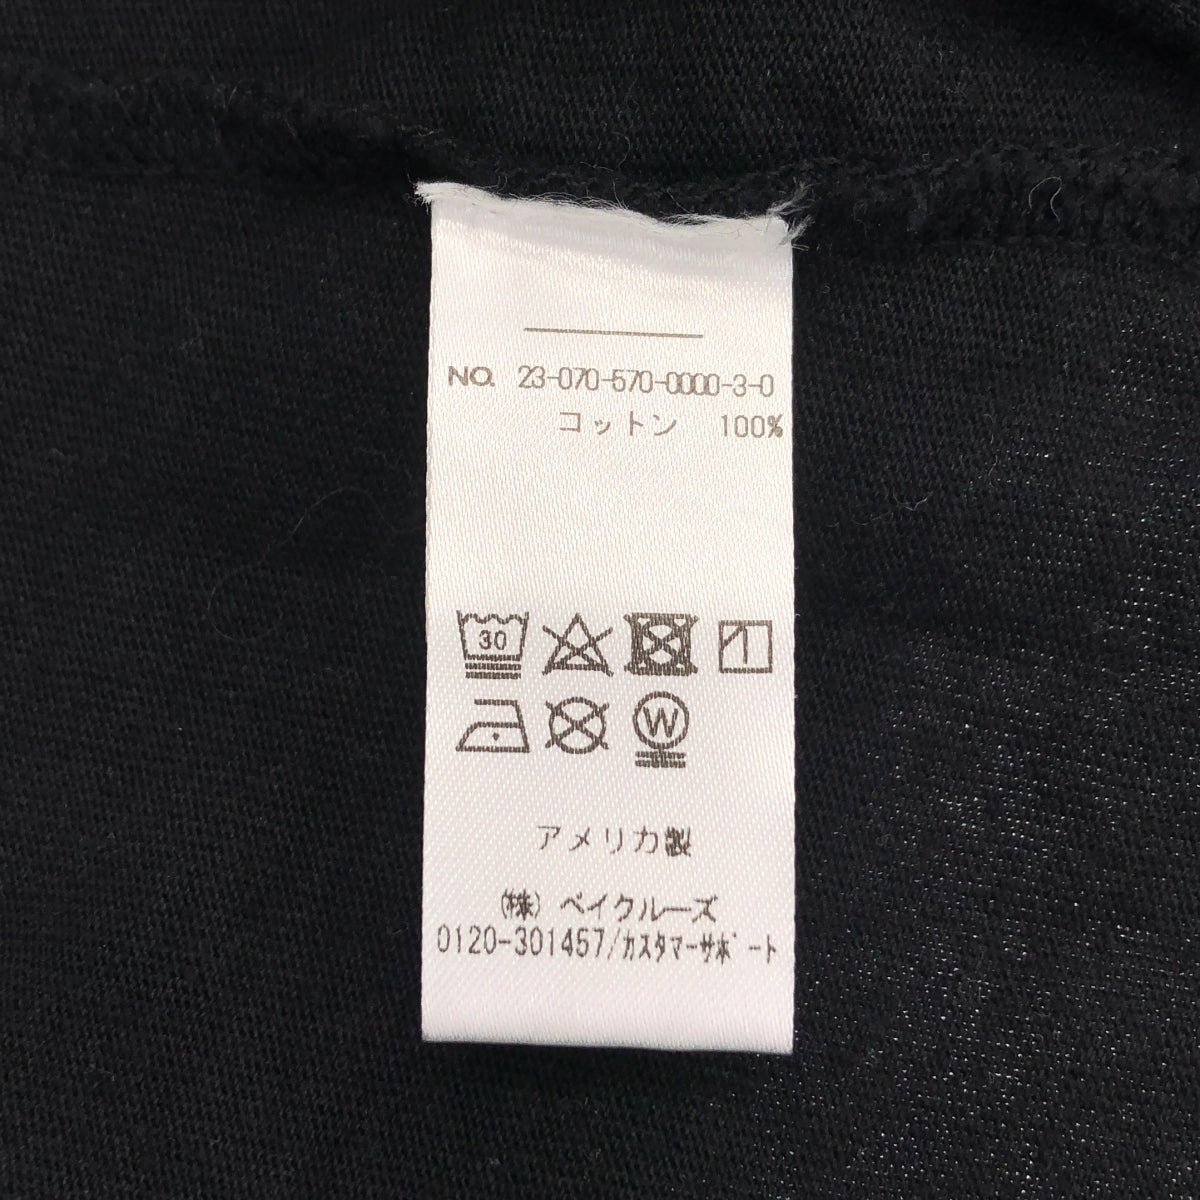 NO. 23-070-570-0000-3-0
コットン 100%
30
W
アメリカ製
(株) ベイクルーズ
0120-301457/カスタマーサポート